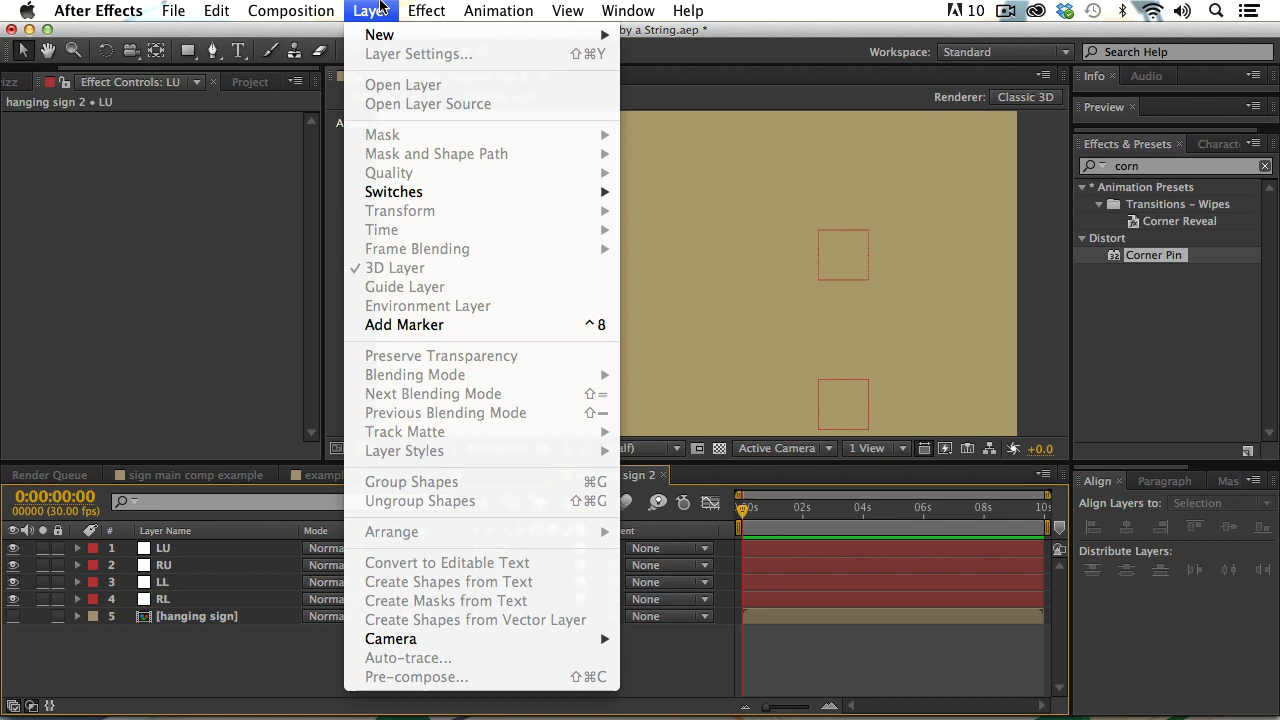 After Effects File Edit Composition Layer Effect Animation View Window Help 10
by a String.aep *
Workspace: Standard Search Help
Effect Controls: LU Project
hanging sign 2 • LU
Renderer: Classic 3D
Info Audio
Preview
Effects & Presets
corn
* Animation Presets
Transitions – Wipes
Corner Reveal
Distort
Corner Pin
New
Layer Settings... ⇧⌘Y
Open Layer
Open Layer Source
Mask
Mask and Shape Path
Quality
Switches
Transform
Time
Frame Blending
✓ 3D Layer
Guide Layer
Environment Layer
Add Marker ^8
Preserve Transparency
Blending Mode
Next Blending Mode ⇧=
Previous Blending Mode ⇧–
Track Matte
Layer Styles
Group Shapes ⌘G
Ungroup Shapes ⇧⌘G
Arrange
Convert to Editable Text
Create Shapes from Text
Create Masks from Text
Create Shapes from Vector Layer
Camera
Auto-trace...
Pre-compose... ⇧⌘C
Active Camera 1 View +0.0
Render Queue sign main comp example sign 2
0:00:00:00
00000 (30.00 fps)
# Layer Name Mode
02s 04s 06s 08s 10s
1 LU None
2 RU None
3 LL None
4 RL None
5 [hanging sign] None
Align Paragraph
Align Layers to: Selection
Distribute Layers: